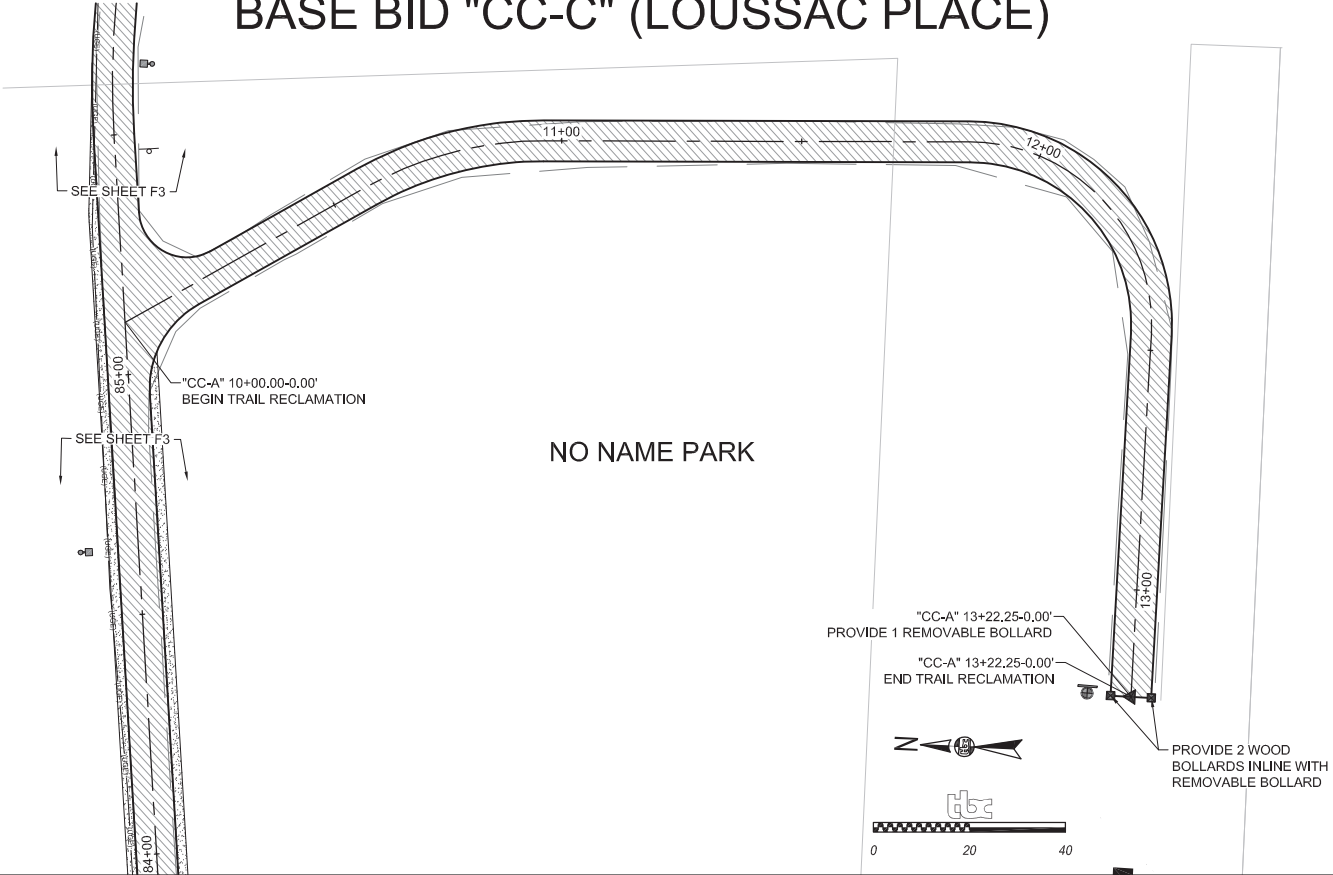 BASE BID "CC-C" (LOUSSAC PLACE)
11+00
12+00
SEE SHEET F3
85+00
"CC-A" 10+00.00-0.00'
BEGIN TRAIL RECLAMATION
SEE SHEET F3
NO NAME PARK
13+00
"CC-A" 13+22.25-0.00'
PROVIDE 1 REMOVABLE BOLLARD
"CC-A" 13+22.25-0.00'
END TRAIL RECLAMATION
N
PROVIDE 2 WOOD
BOLLARDS INLINE WITH
REMOVABLE BOLLARD
tbc
0 20 40
84+00